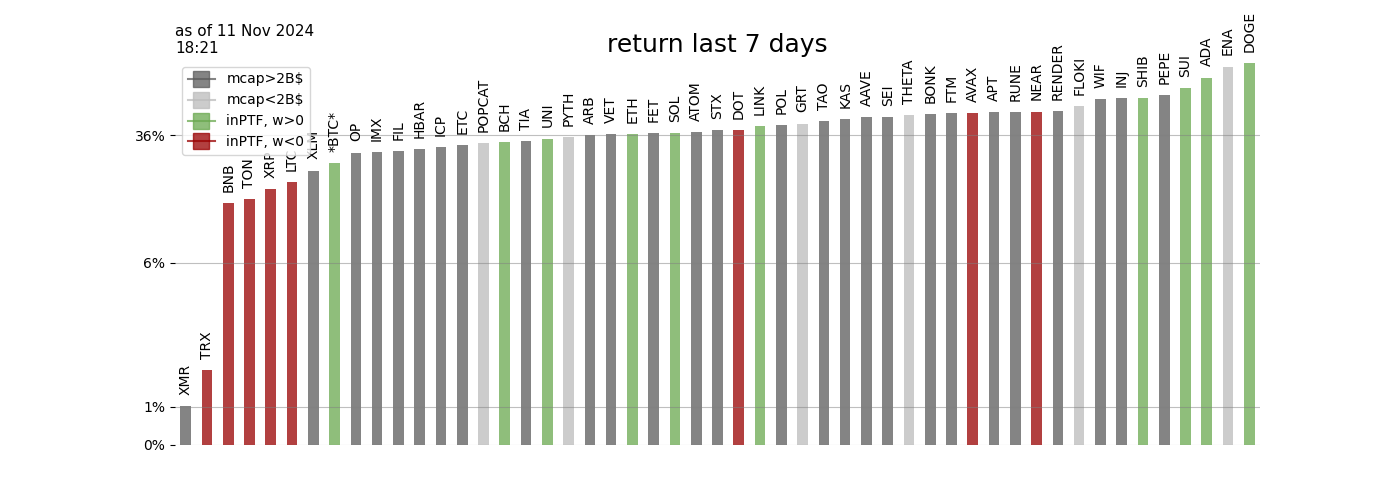 as of 11 Nov 2024
18:21
return last 7 days
mcap>2B$
mcap<2B$
inPTF, w>0
inPTF, w<0
36%
6%
1%
0%
XMR
TRX
BNB
TON
XRP
LTC
XLM
*BTC*
OP
IMX
FIL
HBAR
ICP
ETC
POPCAT
BCH
TIA
UNI
PYTH
ARB
VET
ETH
FET
SOL
ATOM
STX
DOT
LINK
POL
GRT
TAO
KAS
AAVE
SEI
THETA
BONK
FTM
AVAX
APT
RUNE
NEAR
RENDER
FLOKI
WIF
INJ
SHIB
PEPE
SUI
ADA
ENA
DOGE